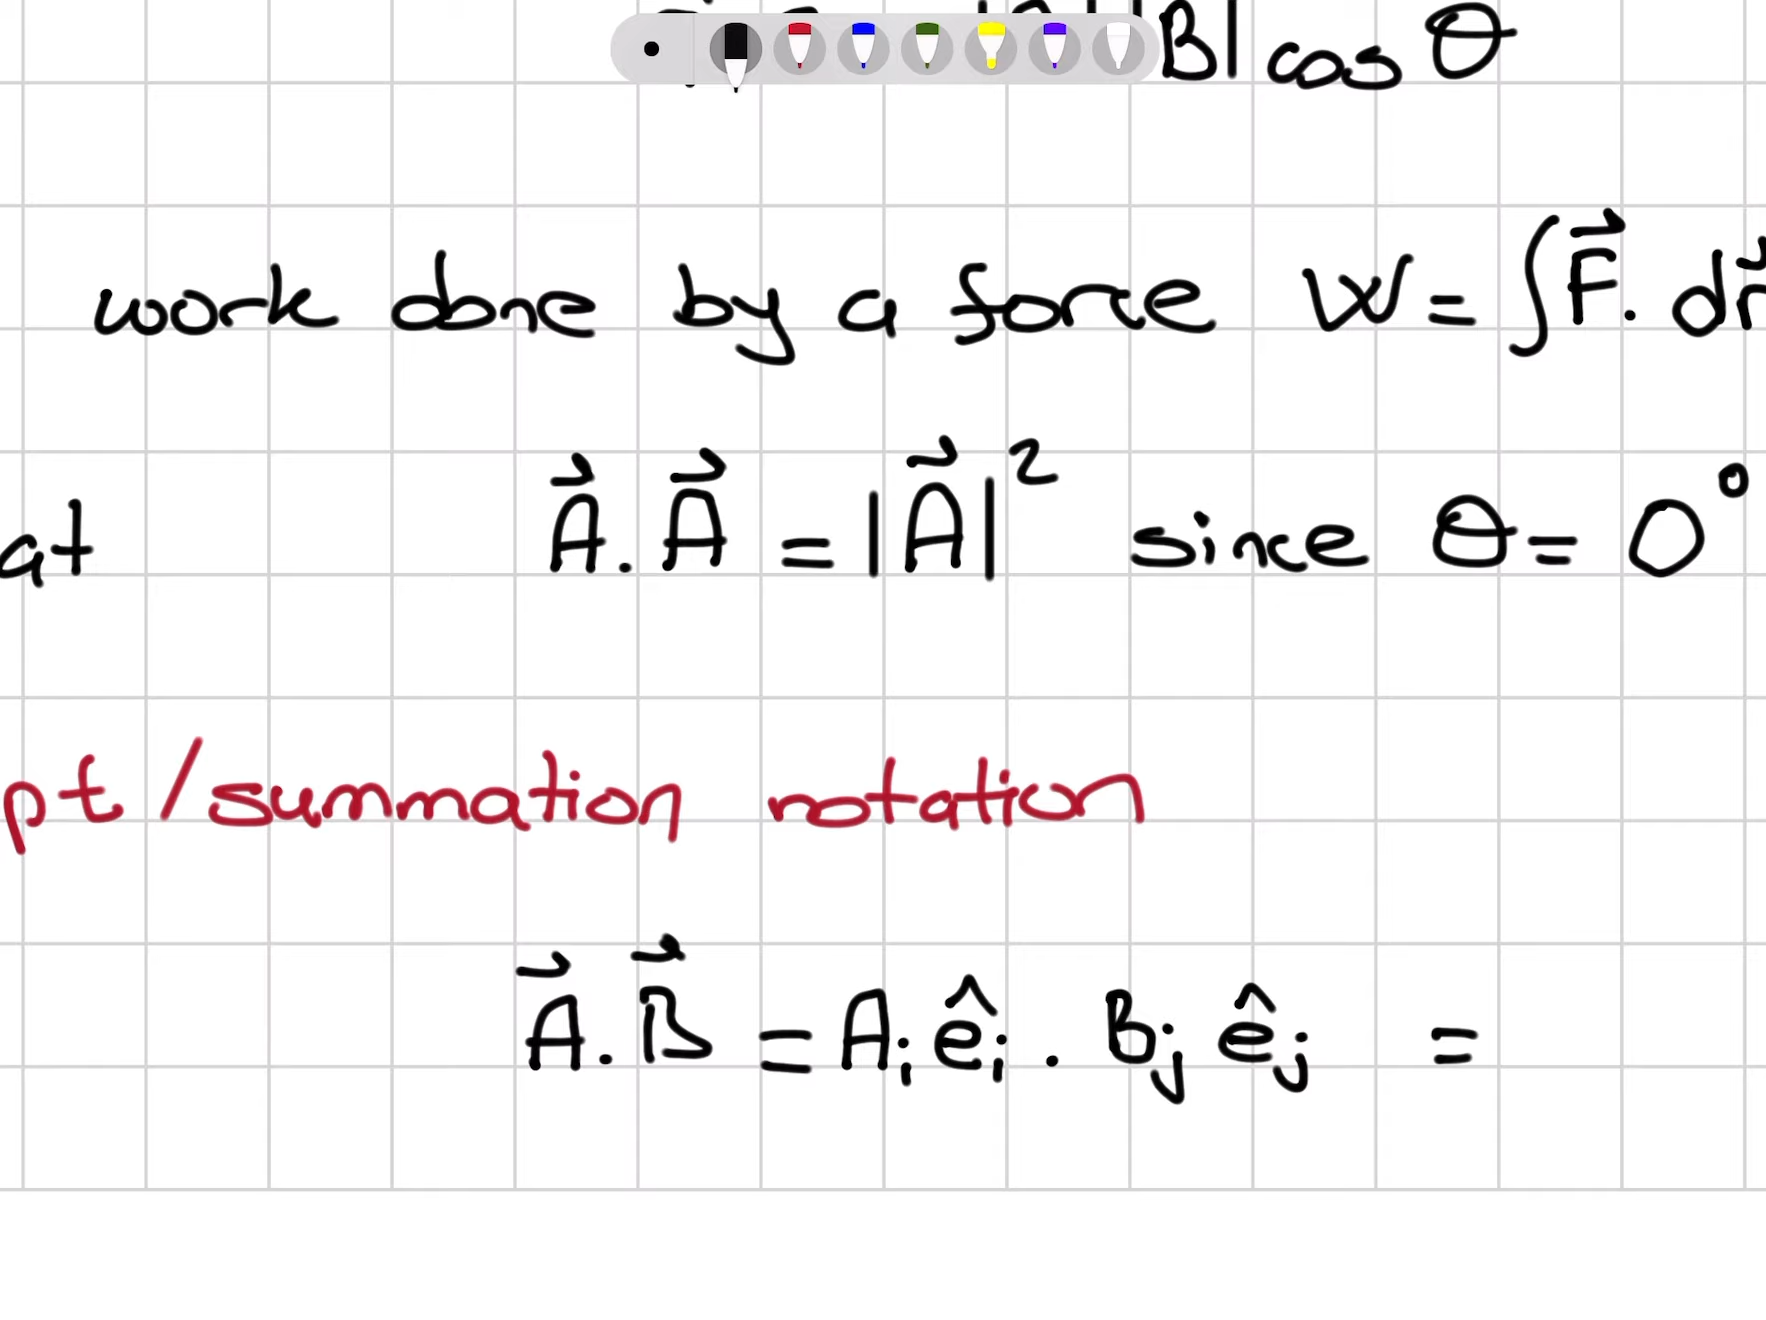 B| cos θ
work done by a force W = ∫F⃗. dr⃗
at A⃗.A⃗ = |A⃗|² since θ = 0°
pt /summation notation
A⃗.B⃗ = Aᵢêᵢ . Bⱼêⱼ =